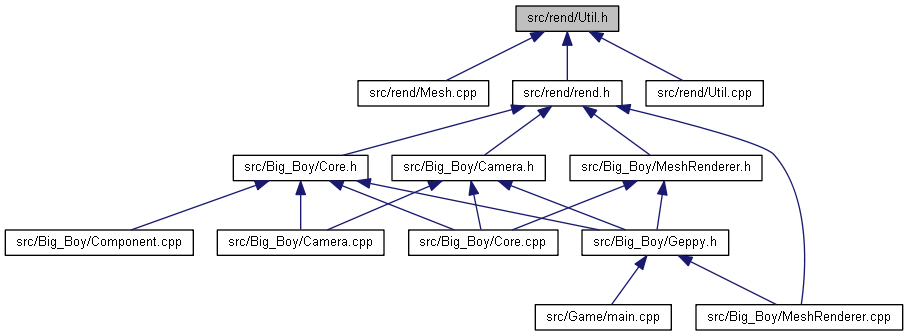 src/rend/Util.h
src/rend/Mesh.cpp
src/rend/rend.h
src/rend/Util.cpp
src/Big_Boy/Core.h
src/Big_Boy/Camera.h
src/Big_Boy/MeshRenderer.h
src/Big_Boy/Component.cpp
src/Big_Boy/Camera.cpp
src/Big_Boy/Core.cpp
src/Big_Boy/Geppy.h
src/Game/main.cpp
src/Big_Boy/MeshRenderer.cpp